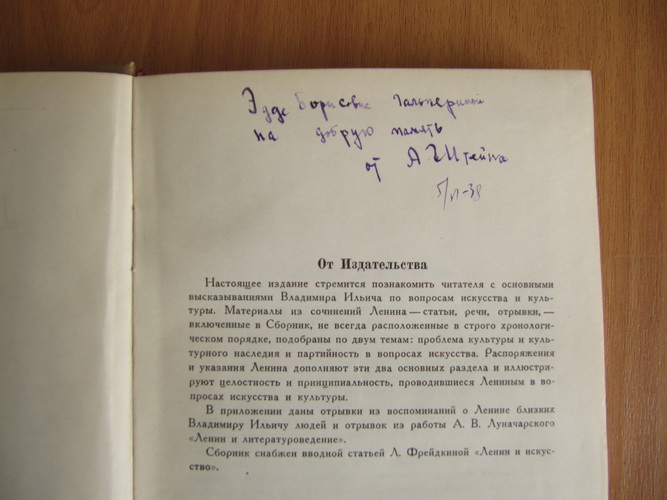 Эдде Борисовне Гальпериной
на добрую память
от А. Штейна
5/VI-38
От Издательства
Настоящее издание стремится познакомить читателя с основными
высказываниями Владимира Ильича по вопросам искусства и куль-
туры. Материалы из сочинений Ленина — статьи, речи, отрывки, —
включенные в Сборник, не всегда расположенные в строго хронологи-
ческом порядке, подобраны по двум темам: проблема культуры и куль-
турного наследия и партийность в вопросах искусства. Распоряжения
и указания Ленина дополняют эти два основных раздела и иллюстри-
руют целостность и принципиальность, проводившиеся Лениным в во-
просах искусства и культуры.
В приложении даны отрывки из воспоминаний о Ленине близких
Владимиру Ильичу людей и отрывок из работы А. В. Луначарского
«Ленин и литературоведение».
Сборник снабжен вводной статьей Л. Фрейдкиной «Ленин и искус-
ство».